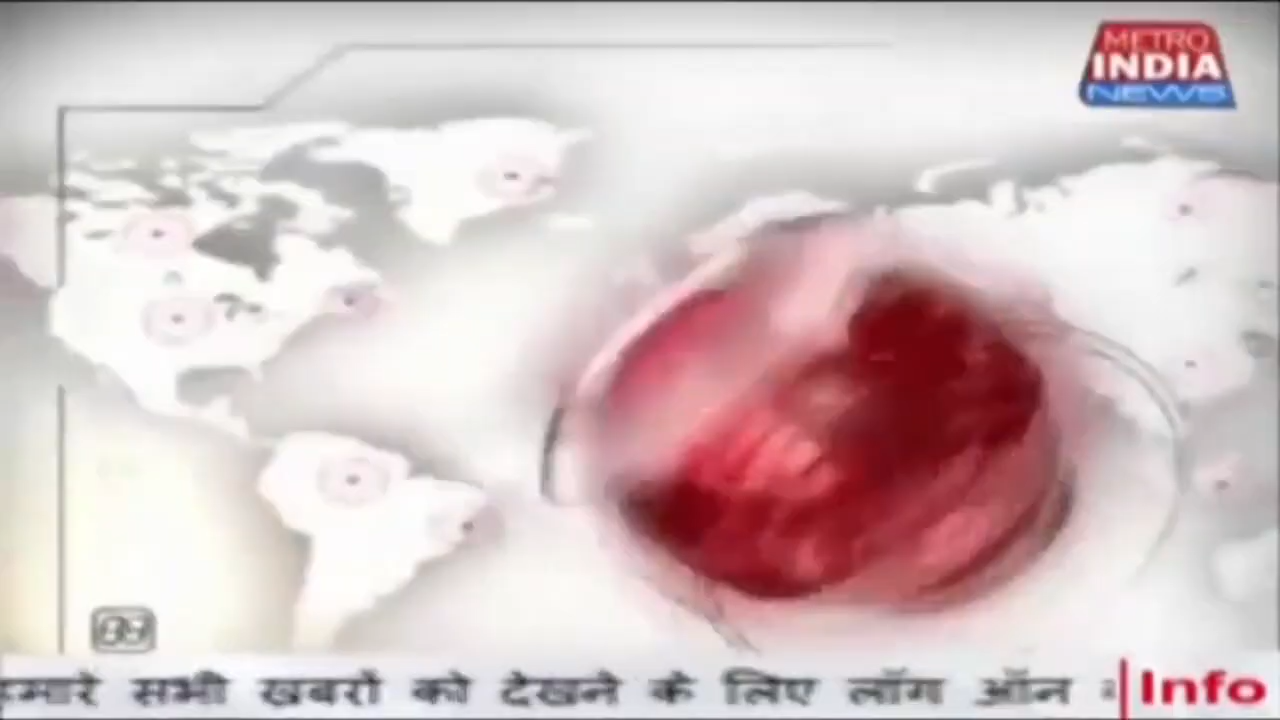 METRO
INDIA
NEWS
हमारे सभी खबरों को देखने के लिए लॉग ऑन
Info